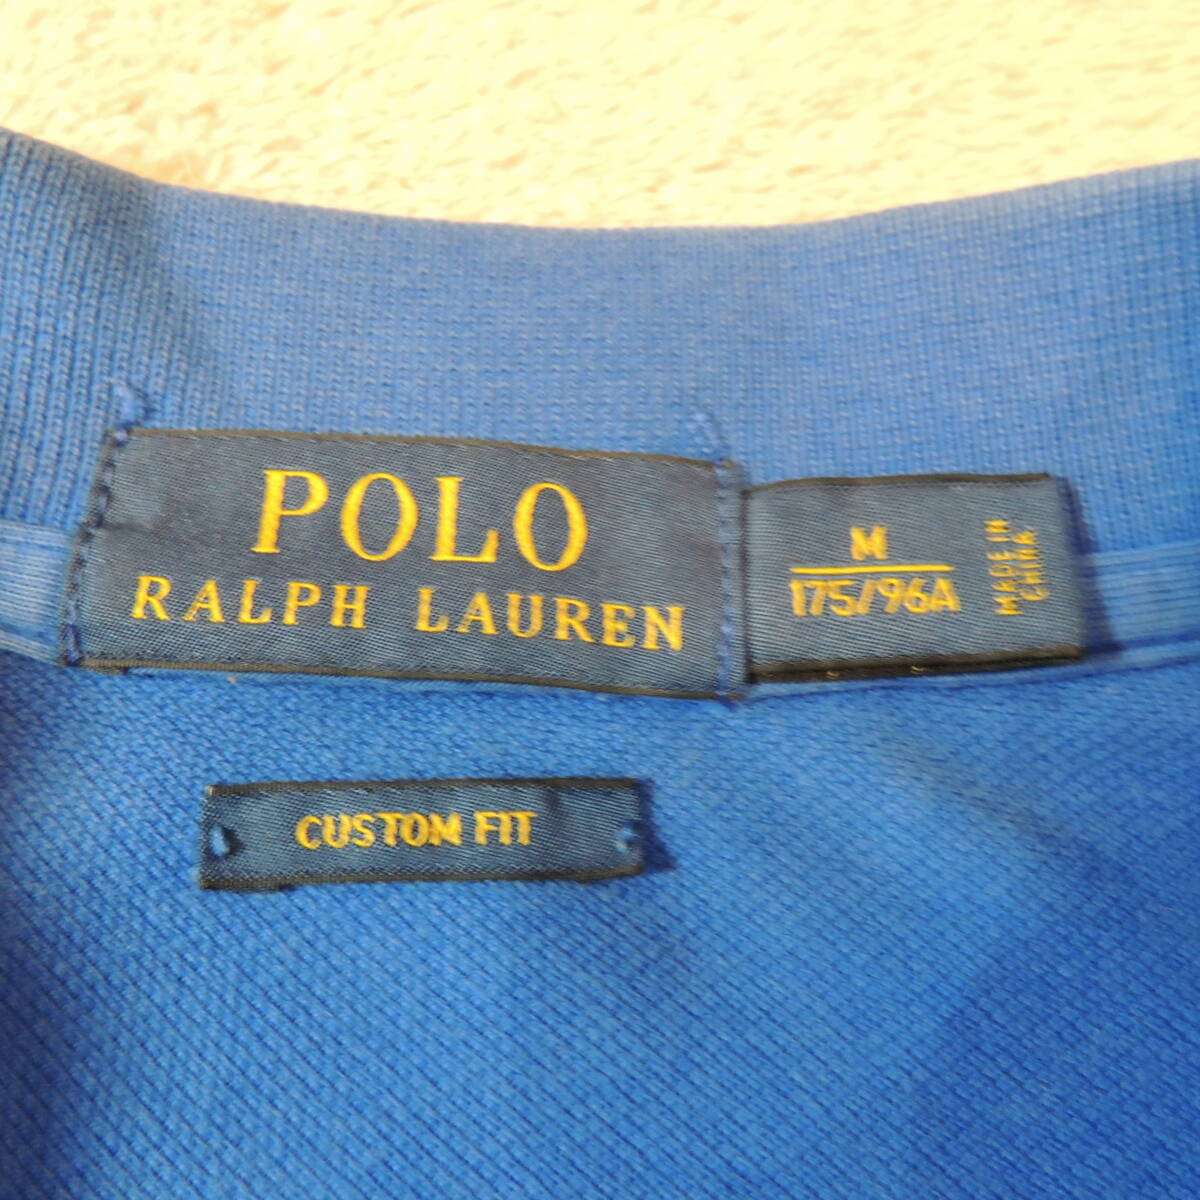 POLO
RALPH LAUREN
M
175/96A
MADE IN
CHINA
CUSTOM FIT